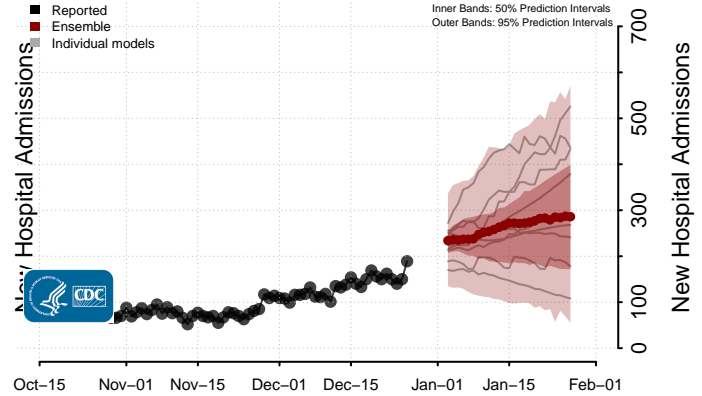 Reported
Ensemble
Individual models
Inner Bands: 50% Prediction Intervals
Outer Bands: 95% Prediction Intervals
New Hospital Admissions
700
500
300
100
0
New Hospital Admissions
CDC
Oct–15
Nov–01
Nov–15
Dec–01
Dec–15
Jan–01
Jan–15
Feb–01